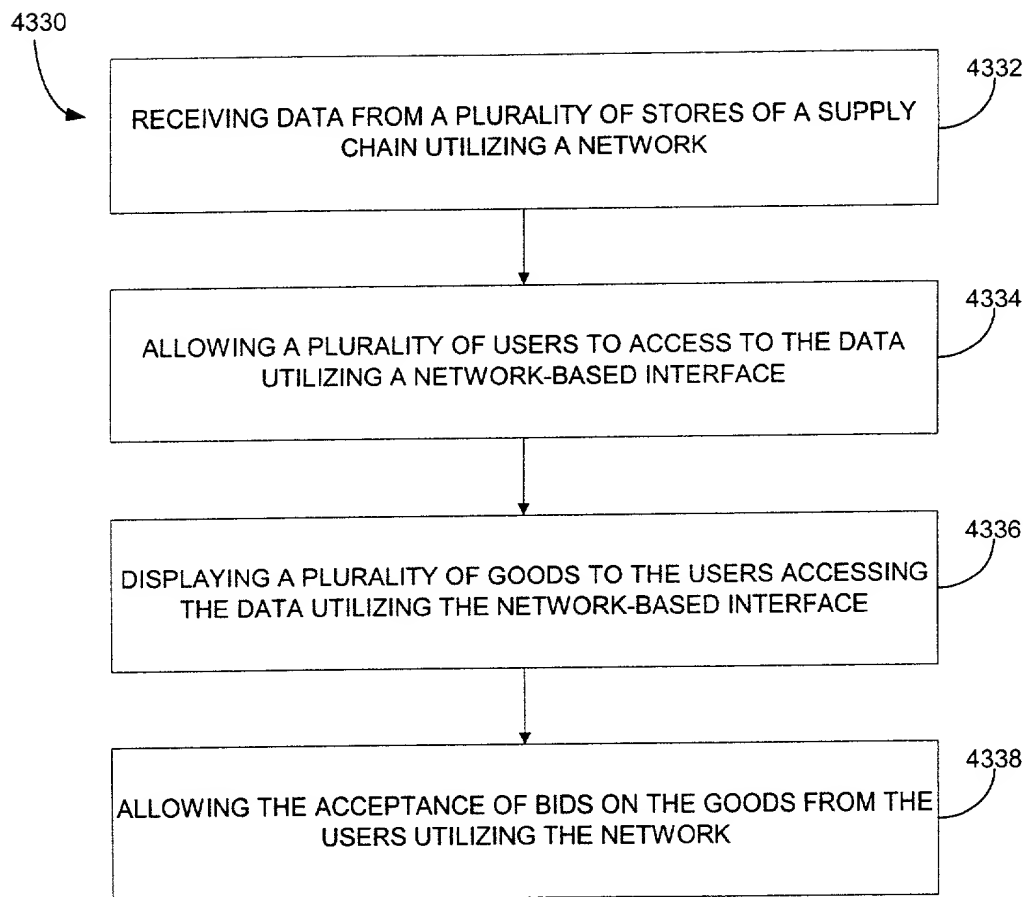 4330
4332
RECEIVING DATA FROM A PLURALITY OF STORES OF A SUPPLY
CHAIN UTILIZING A NETWORK
4334
ALLOWING A PLURALITY OF USERS TO ACCESS TO THE DATA
UTILIZING A NETWORK-BASED INTERFACE
4336
DISPLAYING A PLURALITY OF GOODS TO THE USERS ACCESSING
THE DATA UTILIZING THE NETWORK-BASED INTERFACE
4338
ALLOWING THE ACCEPTANCE OF BIDS ON THE GOODS FROM THE
USERS UTILIZING THE NETWORK